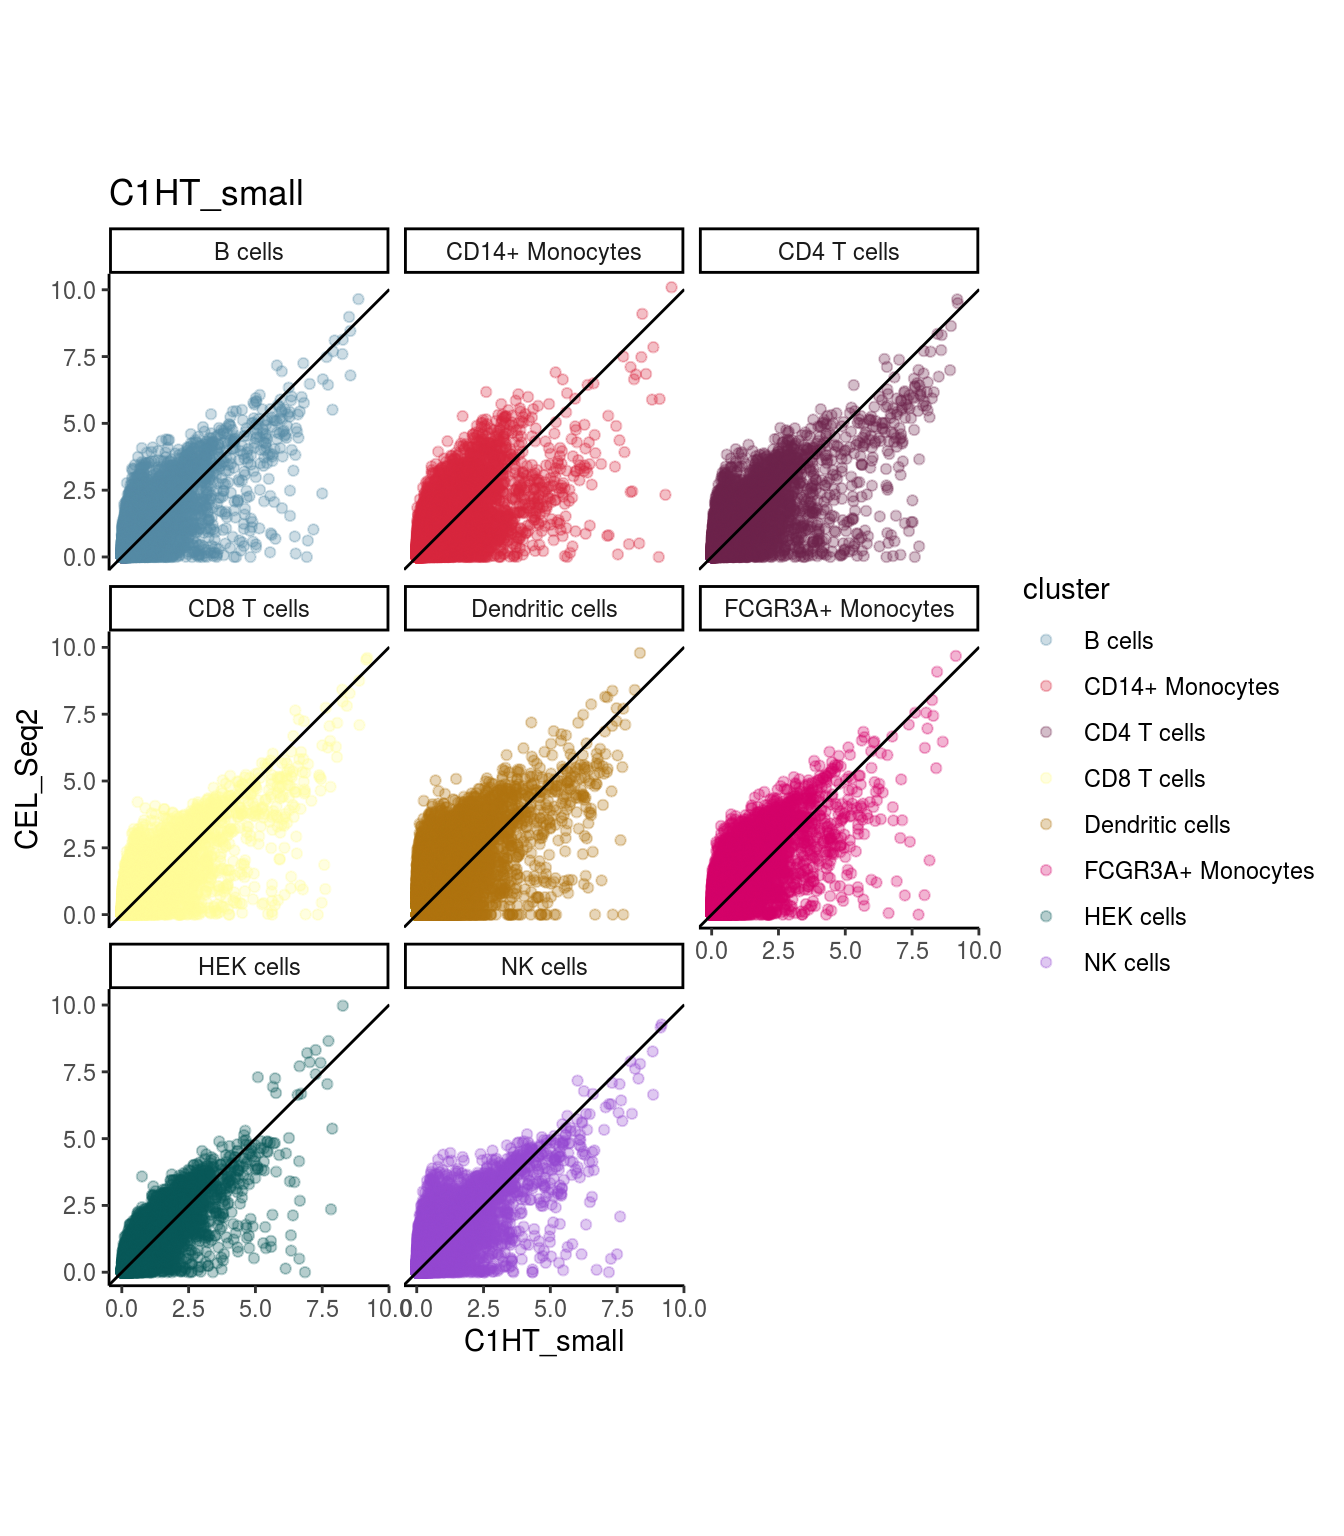 C1HT_small
B cells
CD14+ Monocytes
CD4 T cells
10.0
7.5
5.0
2.5
0.0
CD8 T cells
Dendritic cells
FCGR3A+ Monocytes
10.0
7.5
5.0
2.5
0.0
0.0 2.5 5.0 7.5 10.0
HEK cells
NK cells
10.0
7.5
5.0
2.5
0.0
0.0 2.5 5.0 7.5 10.0
0.0 2.5 5.0 7.5 10.0
C1HT_small
CEL_Seq2
cluster
B cells
CD14+ Monocytes
CD4 T cells
CD8 T cells
Dendritic cells
FCGR3A+ Monocytes
HEK cells
NK cells